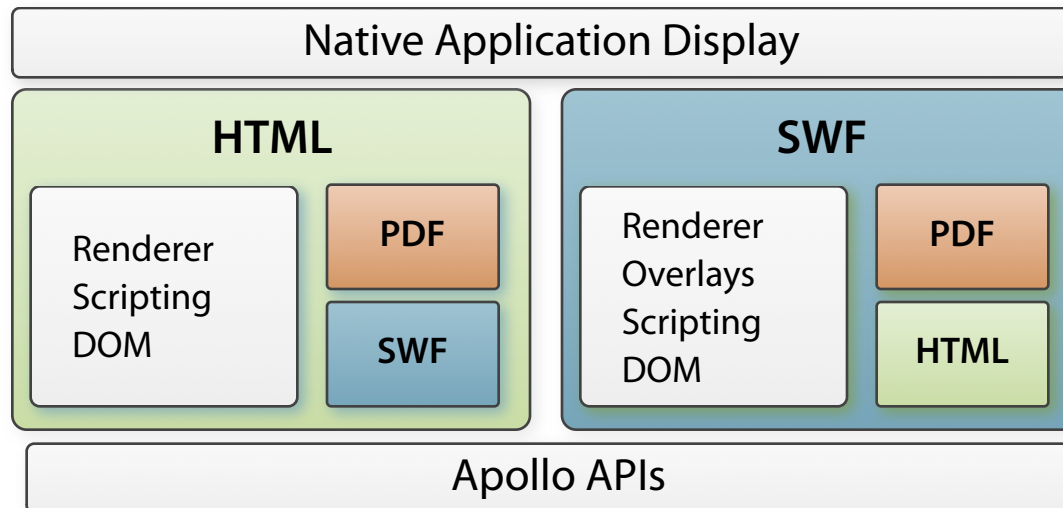 Native Application Display
HTML
Renderer
Scripting
DOM
PDF
SWF
SWF
Renderer
Overlays
Scripting
DOM
PDF
HTML
Apollo APIs